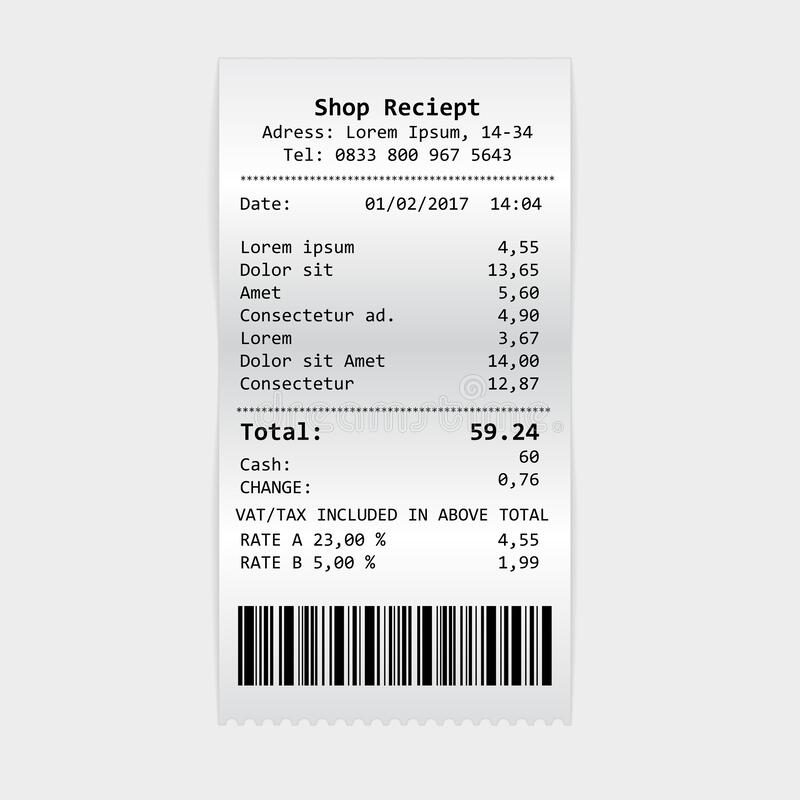 Shop Reciept
Adress: Lorem Ipsum, 14-34
Tel: 0833 800 967 5643
**************************************************
Date: 01/02/2017 14:04
Lorem ipsum 4,55
Dolor sit 13,65
Amet 5,60
Consectetur ad. 4,90
Lorem 3,67
Dolor sit Amet 14,00
Consectetur 12,87
**************************************************
dreamstime®
Total: 59.24
Cash: 60
CHANGE: 0,76
VAT/TAX INCLUDED IN ABOVE TOTAL
RATE A 23,00 % 4,55
RATE B 5,00 % 1,99